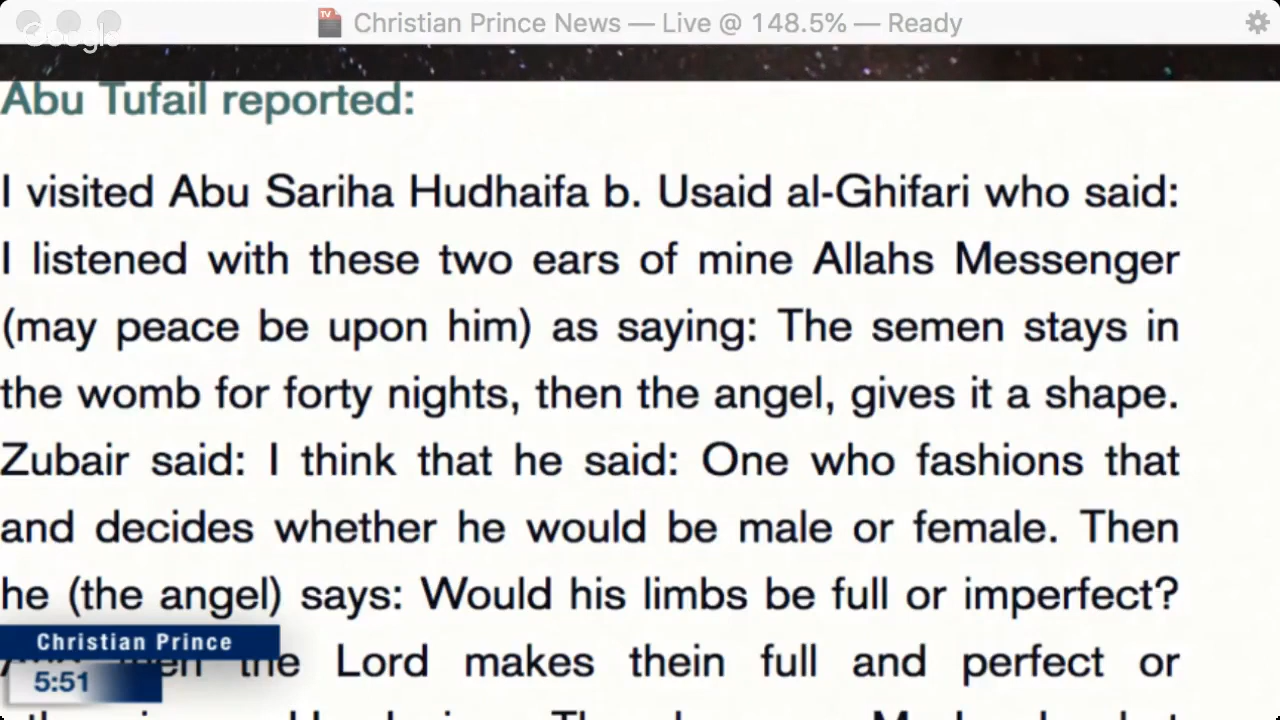 Christian Prince News — Live @ 148.5% — Ready
Google
Abu Tufail reported:
I visited Abu Sariha Hudhaifa b. Usaid al-Ghifari who said:
I listened with these two ears of mine Allahs Messenger
(may peace be upon him) as saying: The semen stays in
the womb for forty nights, then the angel, gives it a shape.
Zubair said: I think that he said: One who fashions that
and decides whether he would be male or female. Then
he (the angel) says: Would his limbs be full or imperfect?
the Lord makes thein full and perfect or
Christian Prince
5:51